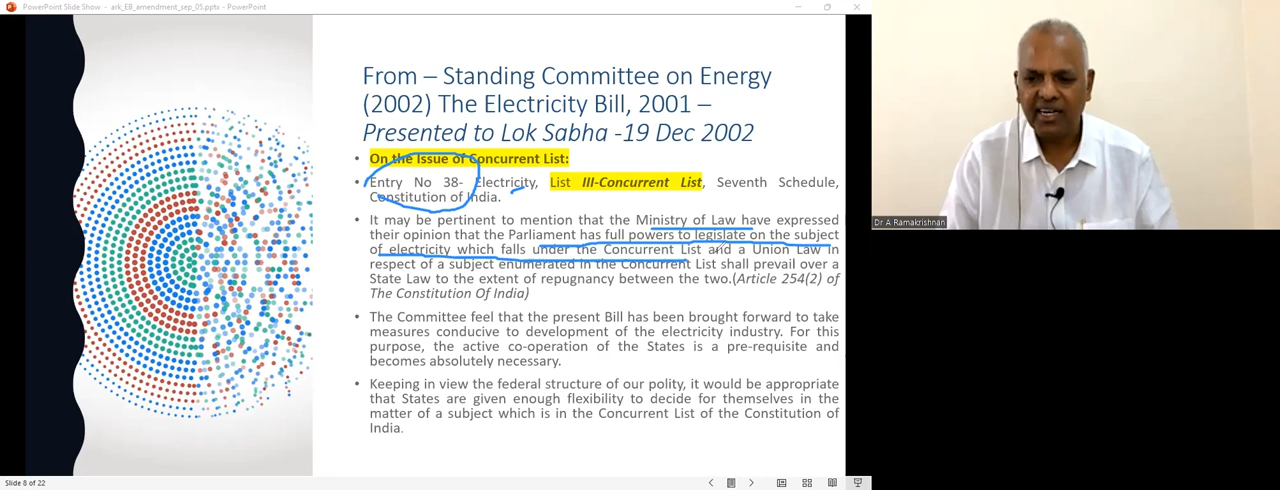 PowerPoint Slide Show - ark_EB_amendment_sep_05.pptx - PowerPoint
From – Standing Committee on Energy
(2002) The Electricity Bill, 2001 –
Presented to Lok Sabha -19 Dec 2002
• On the Issue of Concurrent List:
• Entry No 38- Electricity, List III-Concurrent List, Seventh Schedule,
Constitution of India.
• It may be pertinent to mention that the Ministry of Law have expressed
their opinion that the Parliament has full powers to legislate on the subject
of electricity which falls under the Concurrent List and a Union Law in
respect of a subject enumerated in the Concurrent List shall prevail over a
State Law to the extent of repugnancy between the two.(Article 254(2) of
The Constitution Of India)
• The Committee feel that the present Bill has been brought forward to take
measures conducive to development of the electricity industry. For this
purpose, the active co-operation of the States is a pre-requisite and
becomes absolutely necessary.
• Keeping in view the federal structure of our polity, it would be appropriate
that States are given enough flexibility to decide for themselves in the
matter of a subject which is in the Concurrent List of the Constitution of
India.
Dr A Ramakrishnan
Slide 8 of 22